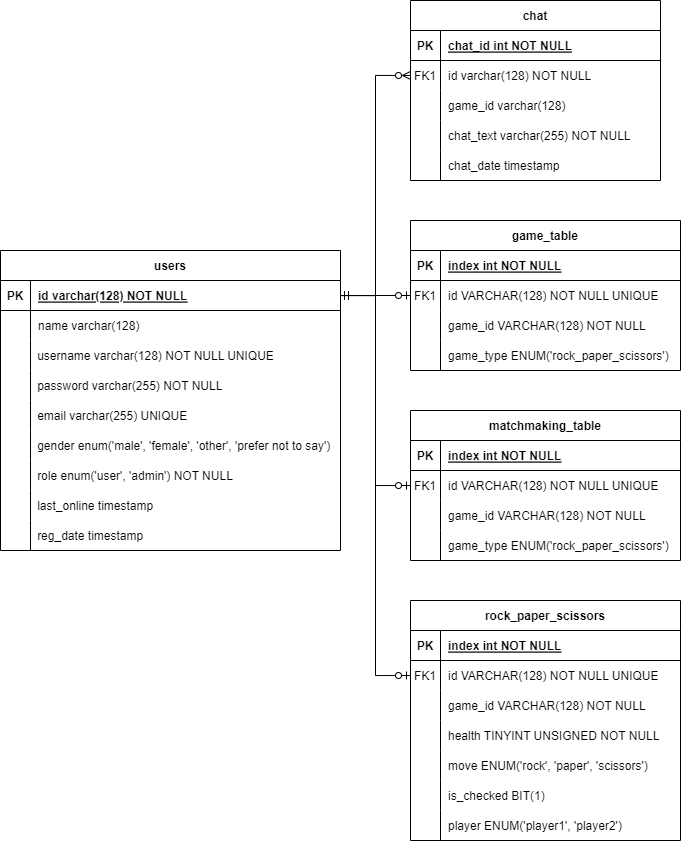 chat
PK chat_id int NOT NULL
FK1 id varchar(128) NOT NULL
game_id varchar(128)
chat_text varchar(255) NOT NULL
chat_date timestamp
game_table
PK index int NOT NULL
FK1 id VARCHAR(128) NOT NULL UNIQUE
game_id VARCHAR(128) NOT NULL
game_type ENUM('rock_paper_scissors')
users
PK id varchar(128) NOT NULL
name varchar(128)
username varchar(128) NOT NULL UNIQUE
password varchar(255) NOT NULL
email varchar(255) UNIQUE
gender enum('male', 'female', 'other', 'prefer not to say')
role enum('user', 'admin') NOT NULL
last_online timestamp
reg_date timestamp
matchmaking_table
PK index int NOT NULL
FK1 id VARCHAR(128) NOT NULL UNIQUE
game_id VARCHAR(128) NOT NULL
game_type ENUM('rock_paper_scissors')
rock_paper_scissors
PK index int NOT NULL
FK1 id VARCHAR(128) NOT NULL UNIQUE
game_id VARCHAR(128) NOT NULL
health TINYINT UNSIGNED NOT NULL
move ENUM('rock', 'paper', 'scissors')
is_checked BIT(1)
player ENUM('player1', 'player2')